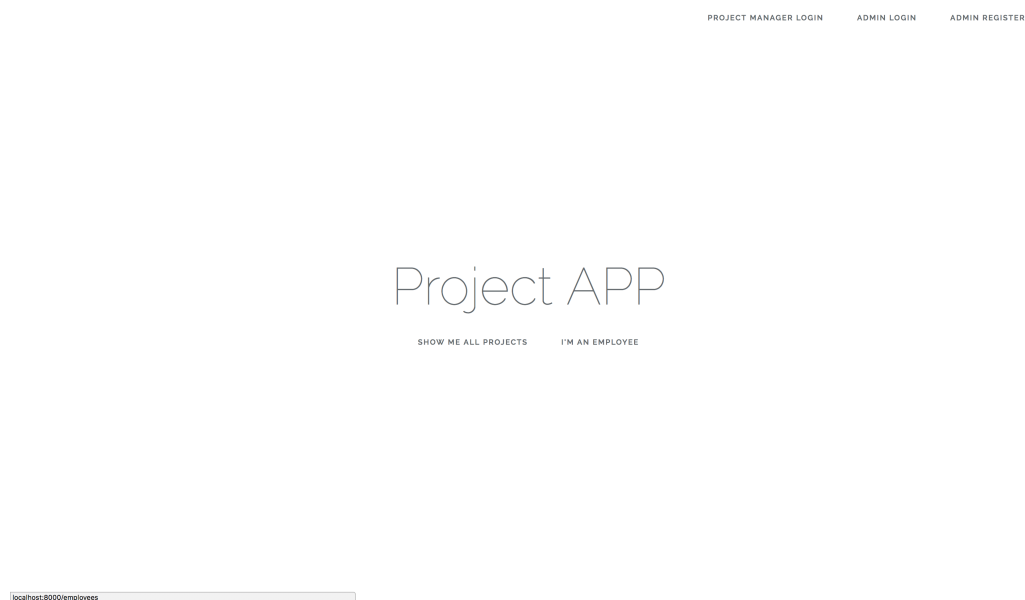 PROJECT MANAGER LOGIN ADMIN LOGIN ADMIN REGISTER
Project APP
SHOW ME ALL PROJECTS I'M AN EMPLOYEE
localhost:8000/employees